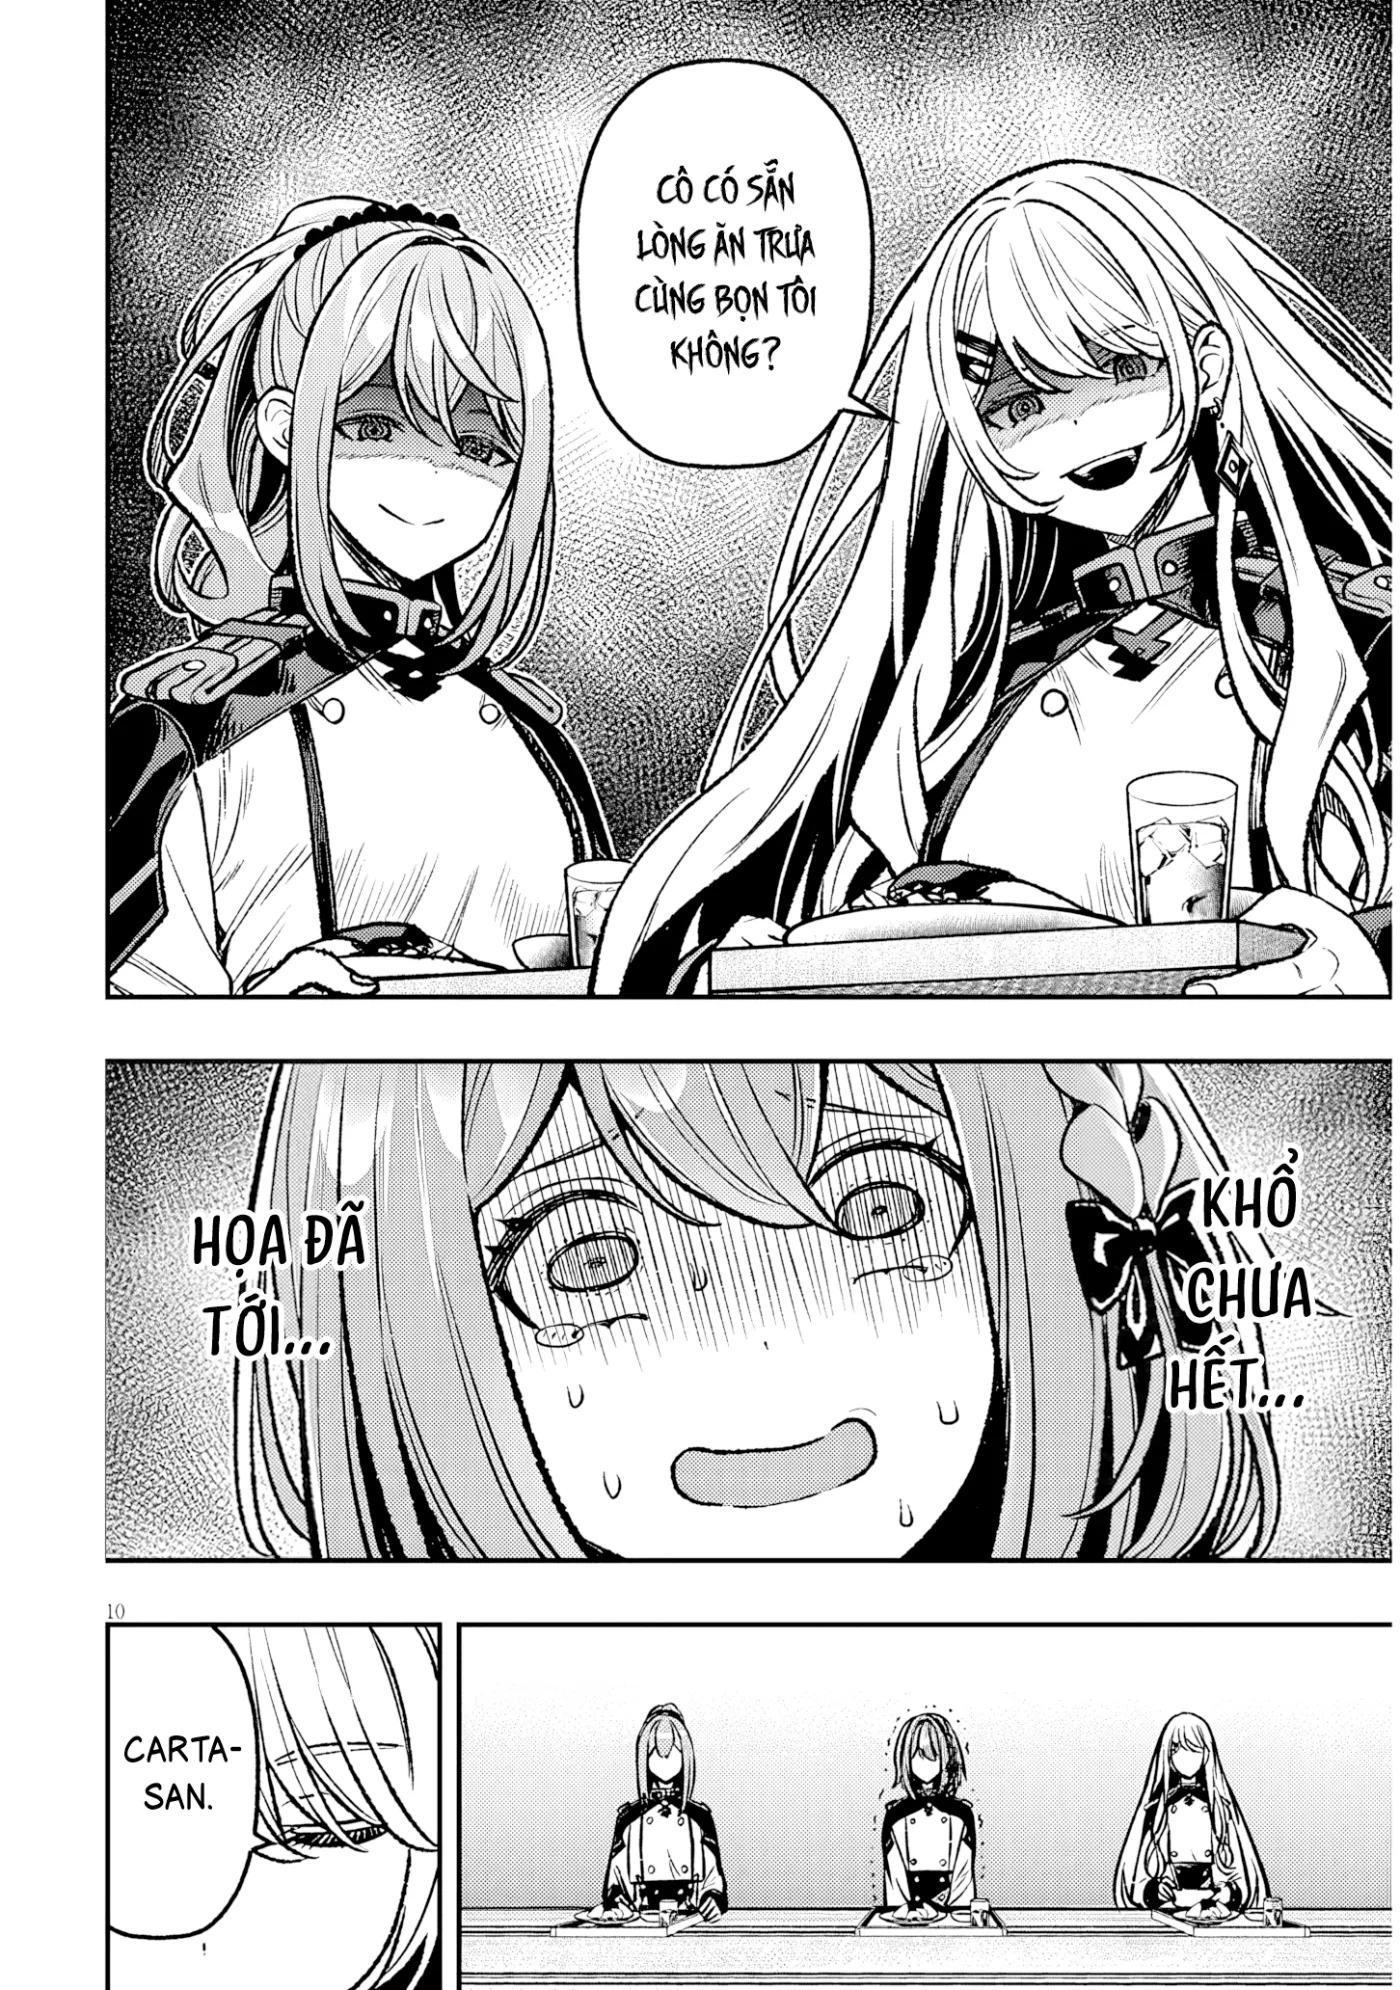 CÔ CÓ SẴN
LÒNG ĂN TRƯA
CÙNG BỌN TÔI
KHÔNG?
KHỔ
CHƯA
HẾT...
HỌA ĐÃ
TỚI...
10
CARTA-
SAN.